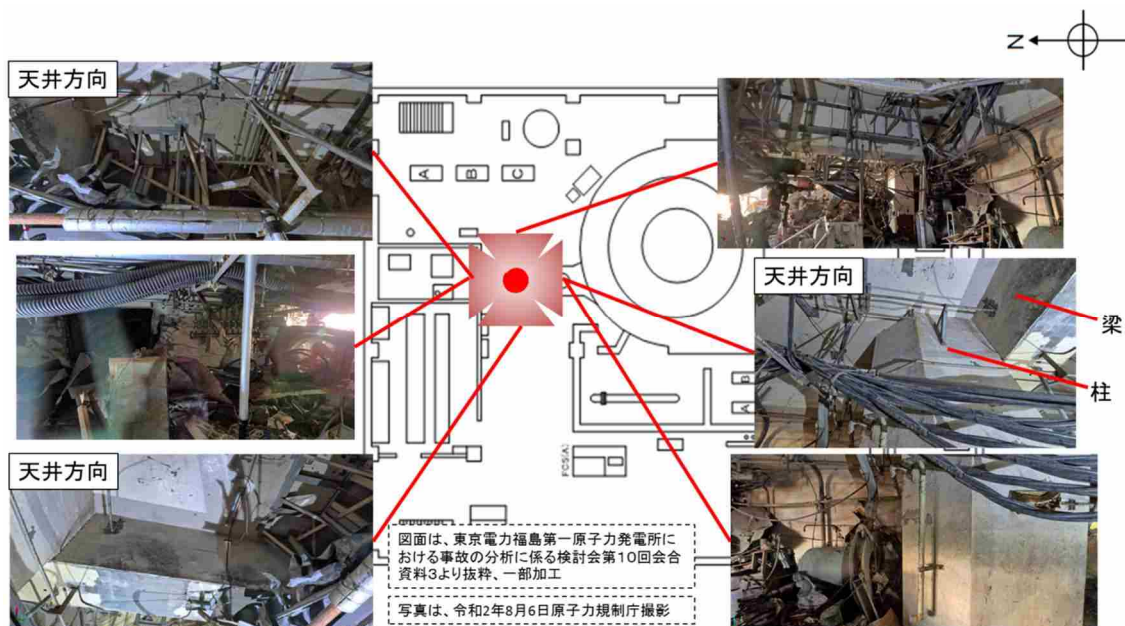 N
天井方向
天井方向
梁
柱
天井方向
A
B
C
B
A
FCS(A)
図面は、東京電力福島第一原子力発電所に
おける事故の分析に係る検討会第10回会合
資料3より抜粋、一部加工
写真は、令和2年8月6日原子力規制庁撮影